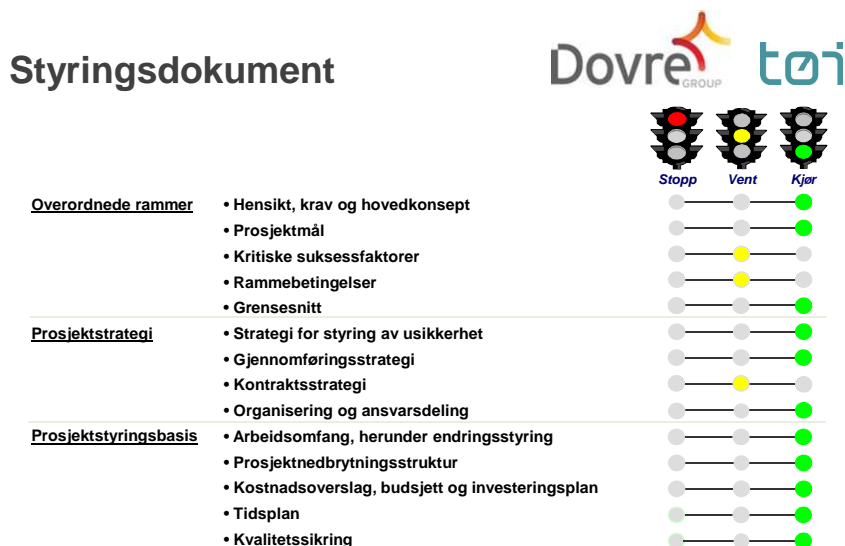 Styringsdokument
Dovre
GROUP
tøi
Stopp Vent Kjør
Overordnede rammer • Hensikt, krav og hovedkonsept
• Prosjektmål
• Kritiske suksessfaktorer
• Rammebetingelser
• Grensesnitt
Prosjektstrategi • Strategi for styring av usikkerhet
• Gjennomføringsstrategi
• Kontraktsstrategi
• Organisering og ansvarsdeling
Prosjektstyringsbasis • Arbeidsomfang, herunder endringsstyring
• Prosjektnedbrytningsstruktur
• Kostnadsoverslag, budsjett og investeringsplan
• Tidsplan
• Kvalitetssikring